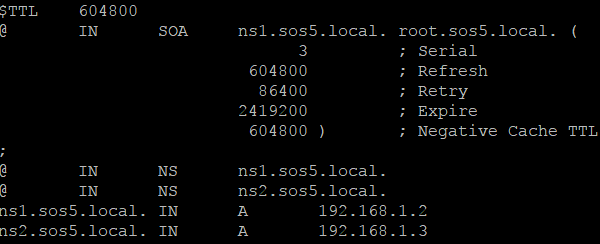 $TTL 604800
@ IN SOA ns1.sos5.local. root.sos5.local. (
3 ; Serial
604800 ; Refresh
86400 ; Retry
2419200 ; Expire
604800 ) ; Negative Cache TTL
;
@ IN NS ns1.sos5.local.
@ IN NS ns2.sos5.local.
ns1.sos5.local. IN A 192.168.1.2
ns2.sos5.local. IN A 192.168.1.3